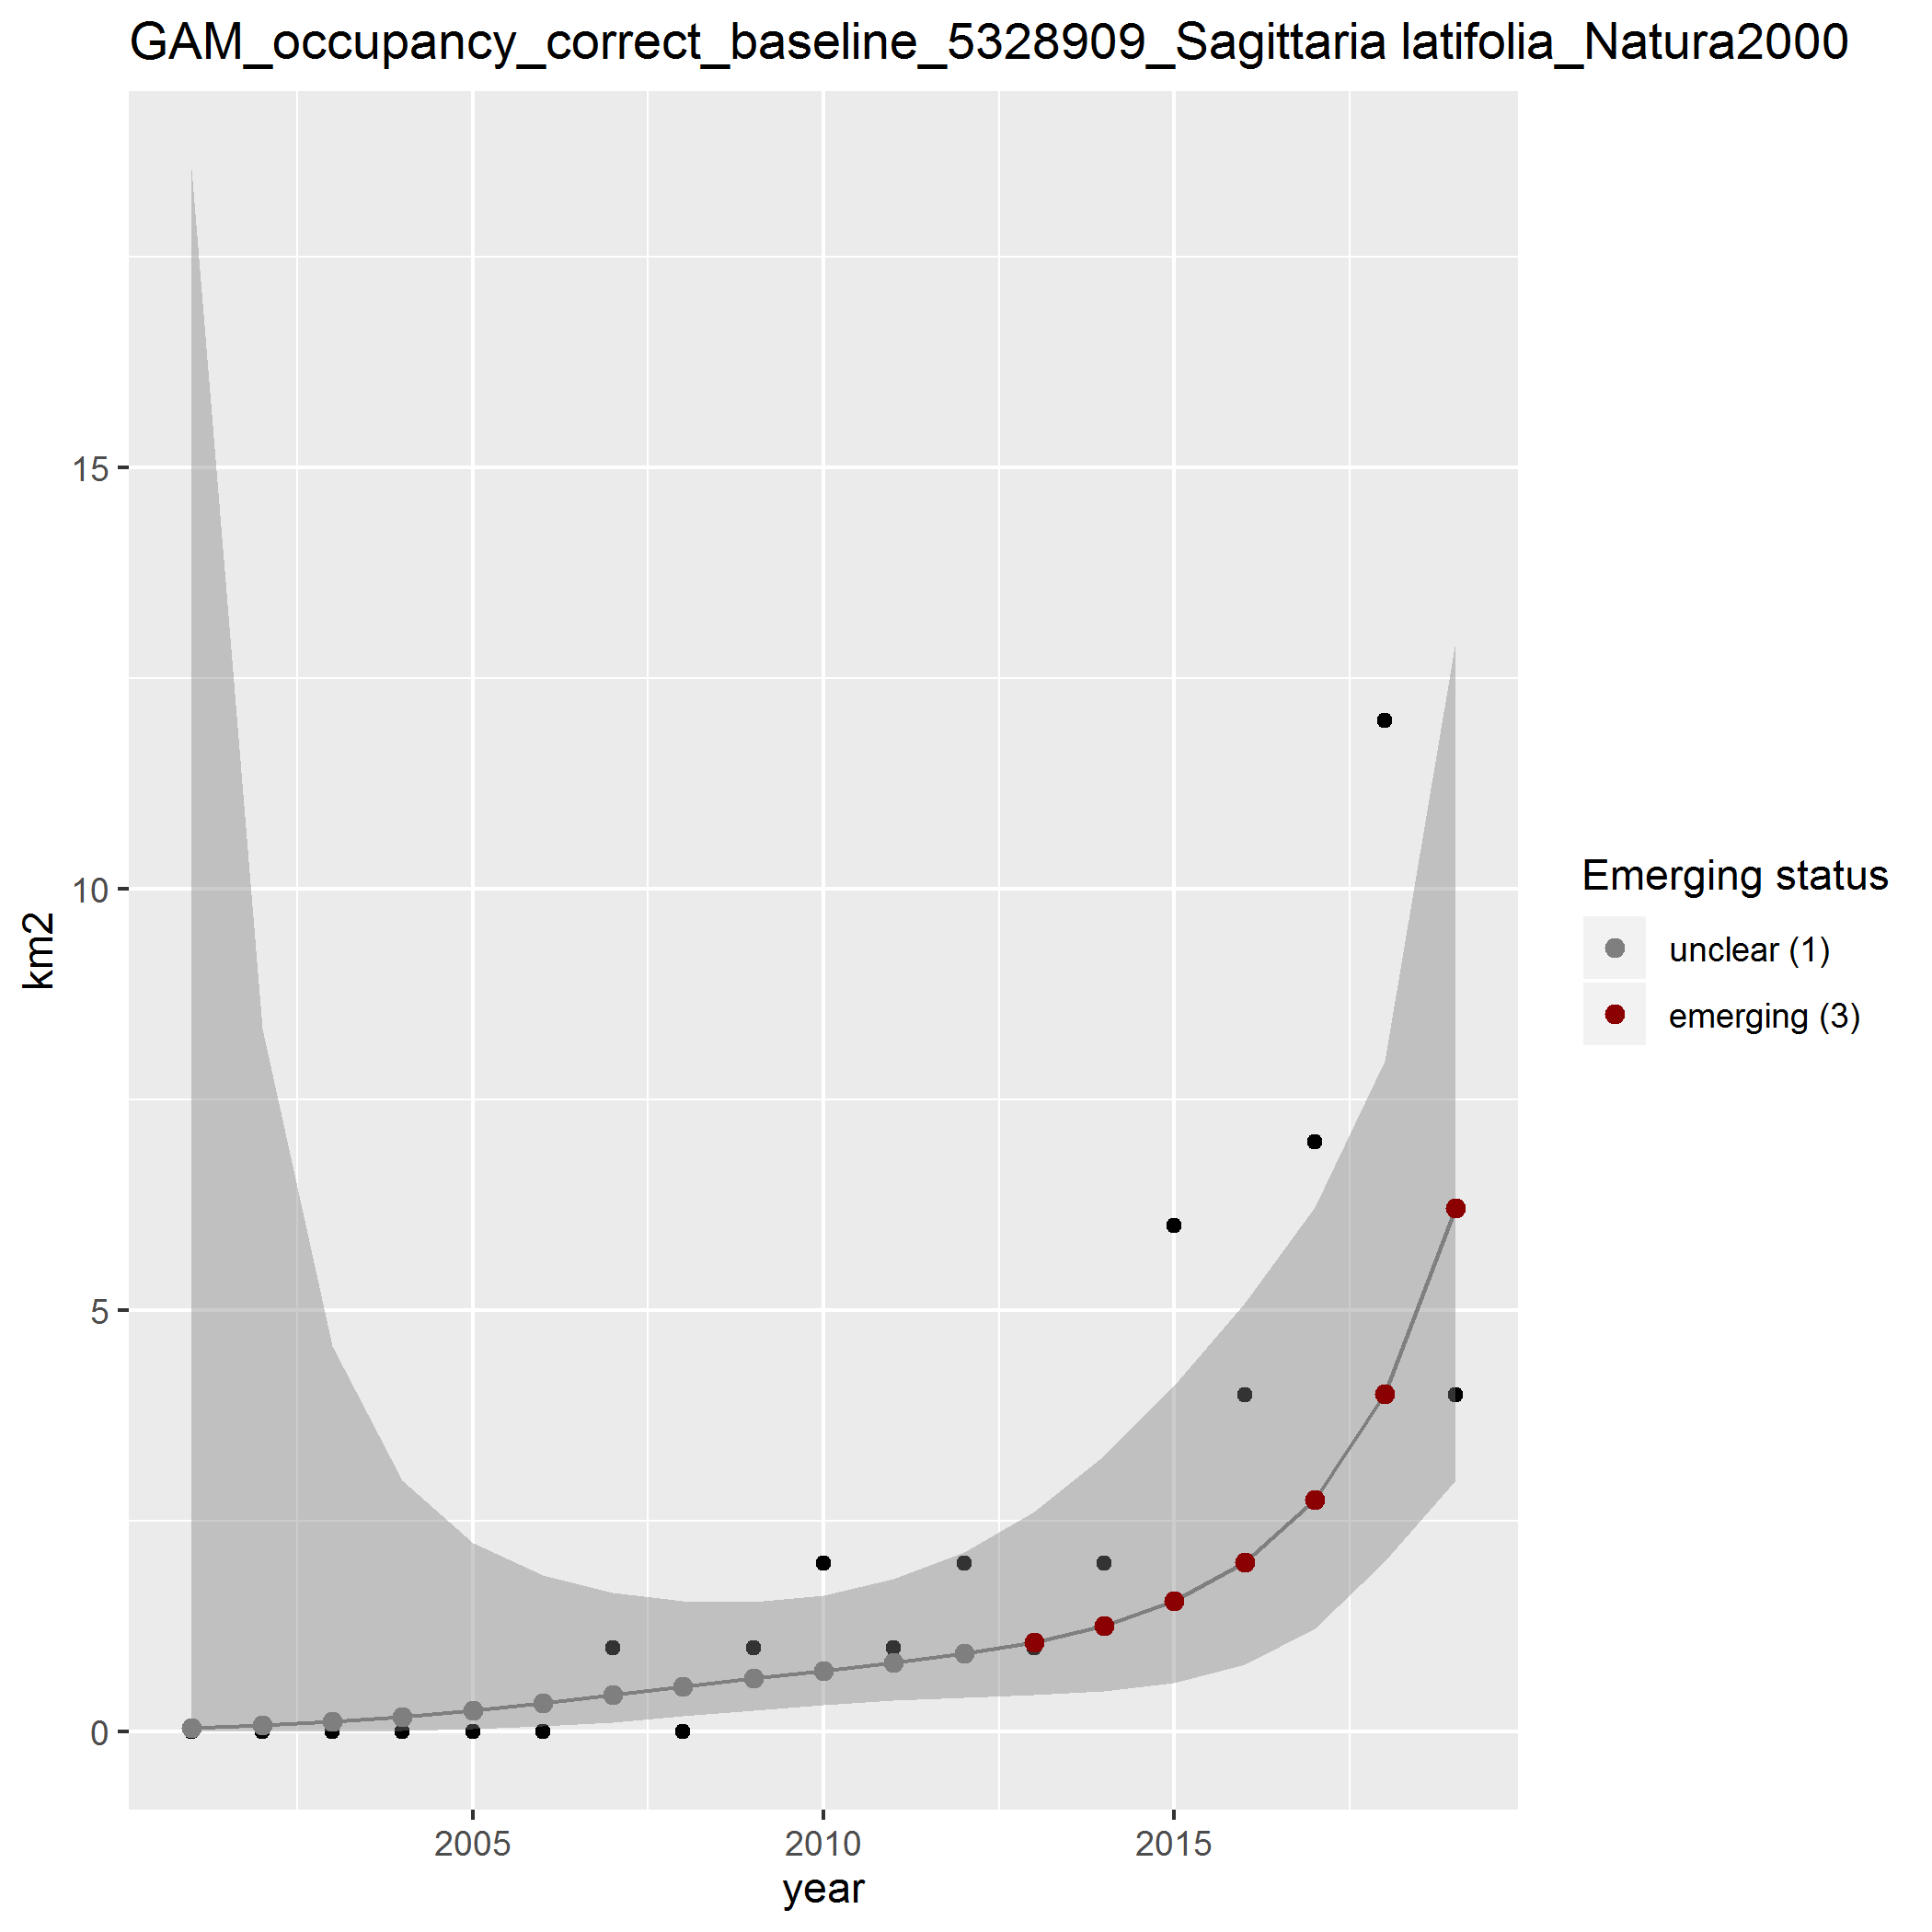 GAM_occupancy_correct_baseline_5328909_Sagittaria latifolia_Natura2000
15
10
5
0
km2
2005 2010 2015
year
Emerging status
unclear (1)
emerging (3)